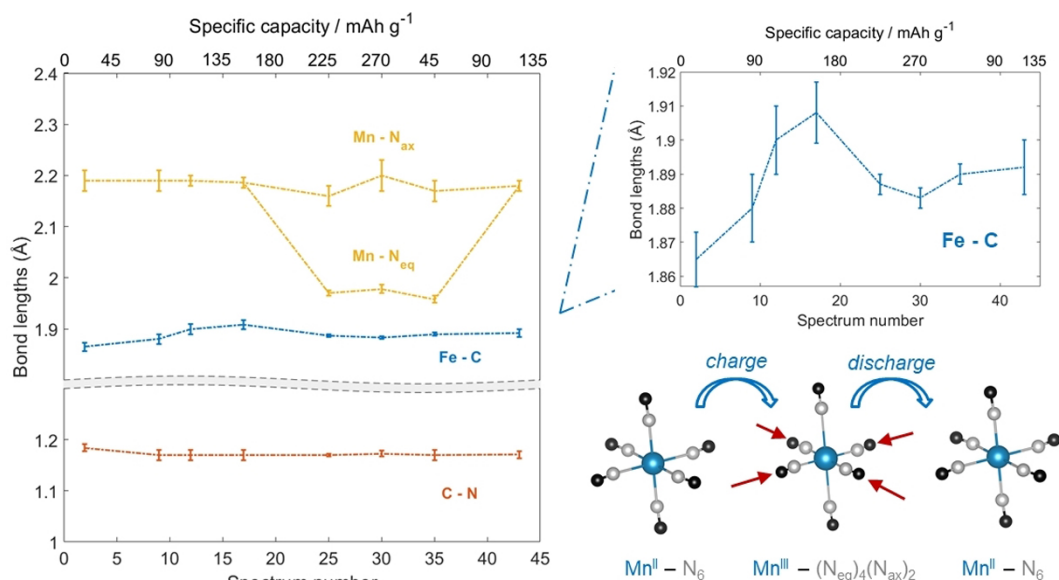 Specific capacity / mAh g⁻¹
0 45 90 135 180 225 270 45 90 135
2.4
2.3
2.2
2.1
2
1.9
1.2
1.1
1
Bond lengths (Å)
Mn - Nax
Mn - Neq
Fe - C
C - N
0 5 10 15 20 25 30 35 40 45
Spectrum number
Specific capacity / mAh g⁻¹
0 90 180 270 90 135
1.92
1.91
1.9
1.89
1.88
1.87
1.86
Bond lengths (Å)
Fe - C
0 10 20 30 40
Spectrum number
charge discharge
Mnᴵᴵ – N₆ Mnᴵᴵᴵ – (Neq)₄(Nax)₂ Mnᴵᴵ – N₆